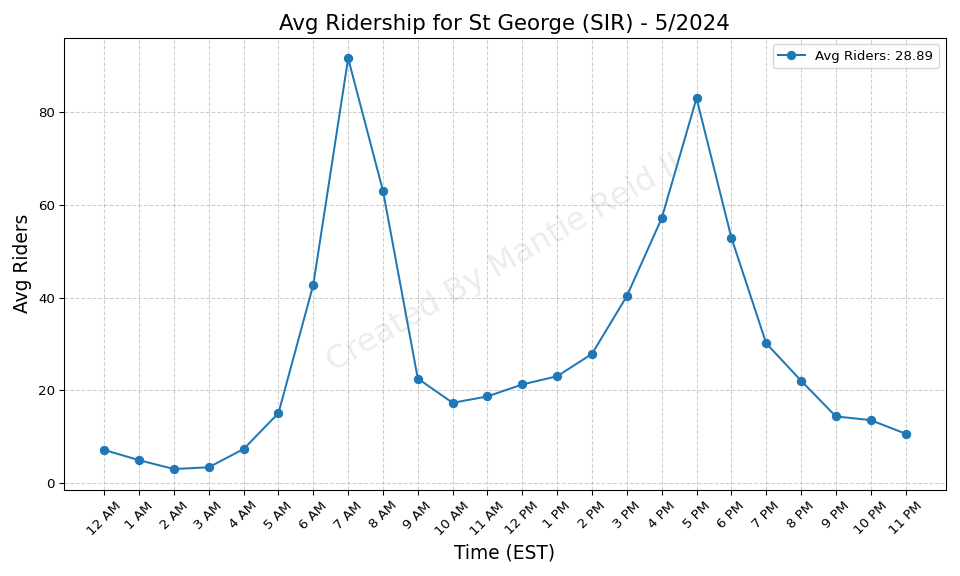 Avg Ridership for St George (SIR) - 5/2024
Avg Riders: 28.89
Avg Riders
80
60
40
20
0
Created By Mantle Reid II
12 AM 1 AM 2 AM 3 AM 4 AM 5 AM 6 AM 7 AM 8 AM 9 AM 10 AM 11 AM 12 PM 1 PM 2 PM 3 PM 4 PM 5 PM 6 PM 7 PM 8 PM 9 PM 10 PM 11 PM
Time (EST)